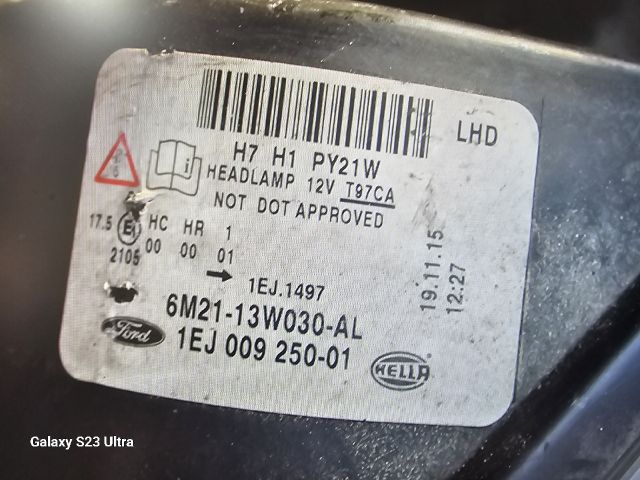 LHD
H7 H1 PY21W
HEADLAMP 12V T97CA
NOT DOT APPROVED
17.5 E1 HC HR 1
2105 00 00 01
1EJ.1497
19.11.15
12:27
6M21-13W030-AL
Ford
1EJ 009 250-01
HELLA
Galaxy S23 Ultra